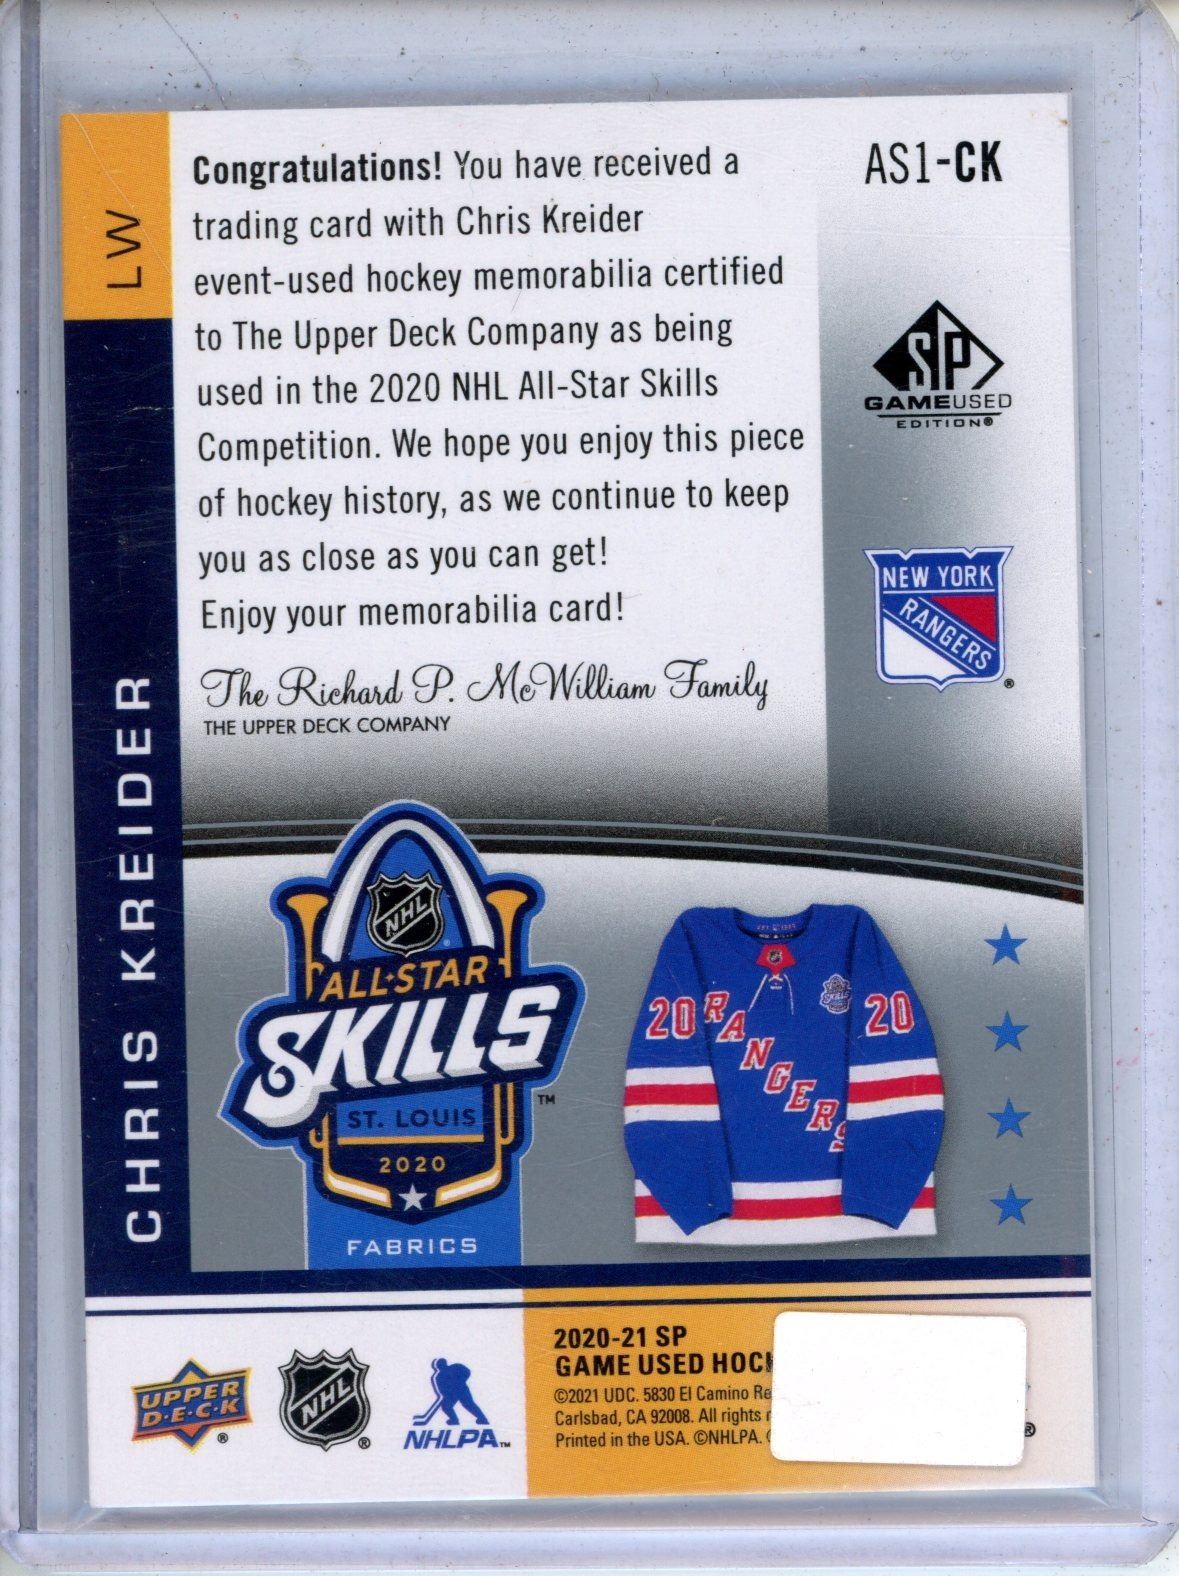 LW
CHRIS KREIDER
Congratulations! You have received a
trading card with Chris Kreider
event-used hockey memorabilia certified
to The Upper Deck Company as being
used in the 2020 NHL All-Star Skills
Competition. We hope you enjoy this piece
of hockey history, as we continue to keep
you as close as you can get!
Enjoy your memorabilia card!
The Richard P. McWilliam Family
THE UPPER DECK COMPANY
AS1-CK
SP
GAMEUSED
EDITION®
NEW YORK
RANGERS
®
NHL
ALL★STAR
SKILLS
™
ST. LOUIS
2020
FABRICS
20 RANGERS 20
UPPER
D·E·C·K
®
NHL
®
NHLPA™
2020-21 SP
GAME USED HOC
©2021 UDC. 5830 El Camino Re
Carlsbad, CA 92008. All rights
Printed in the USA. ©NHLPA.
®